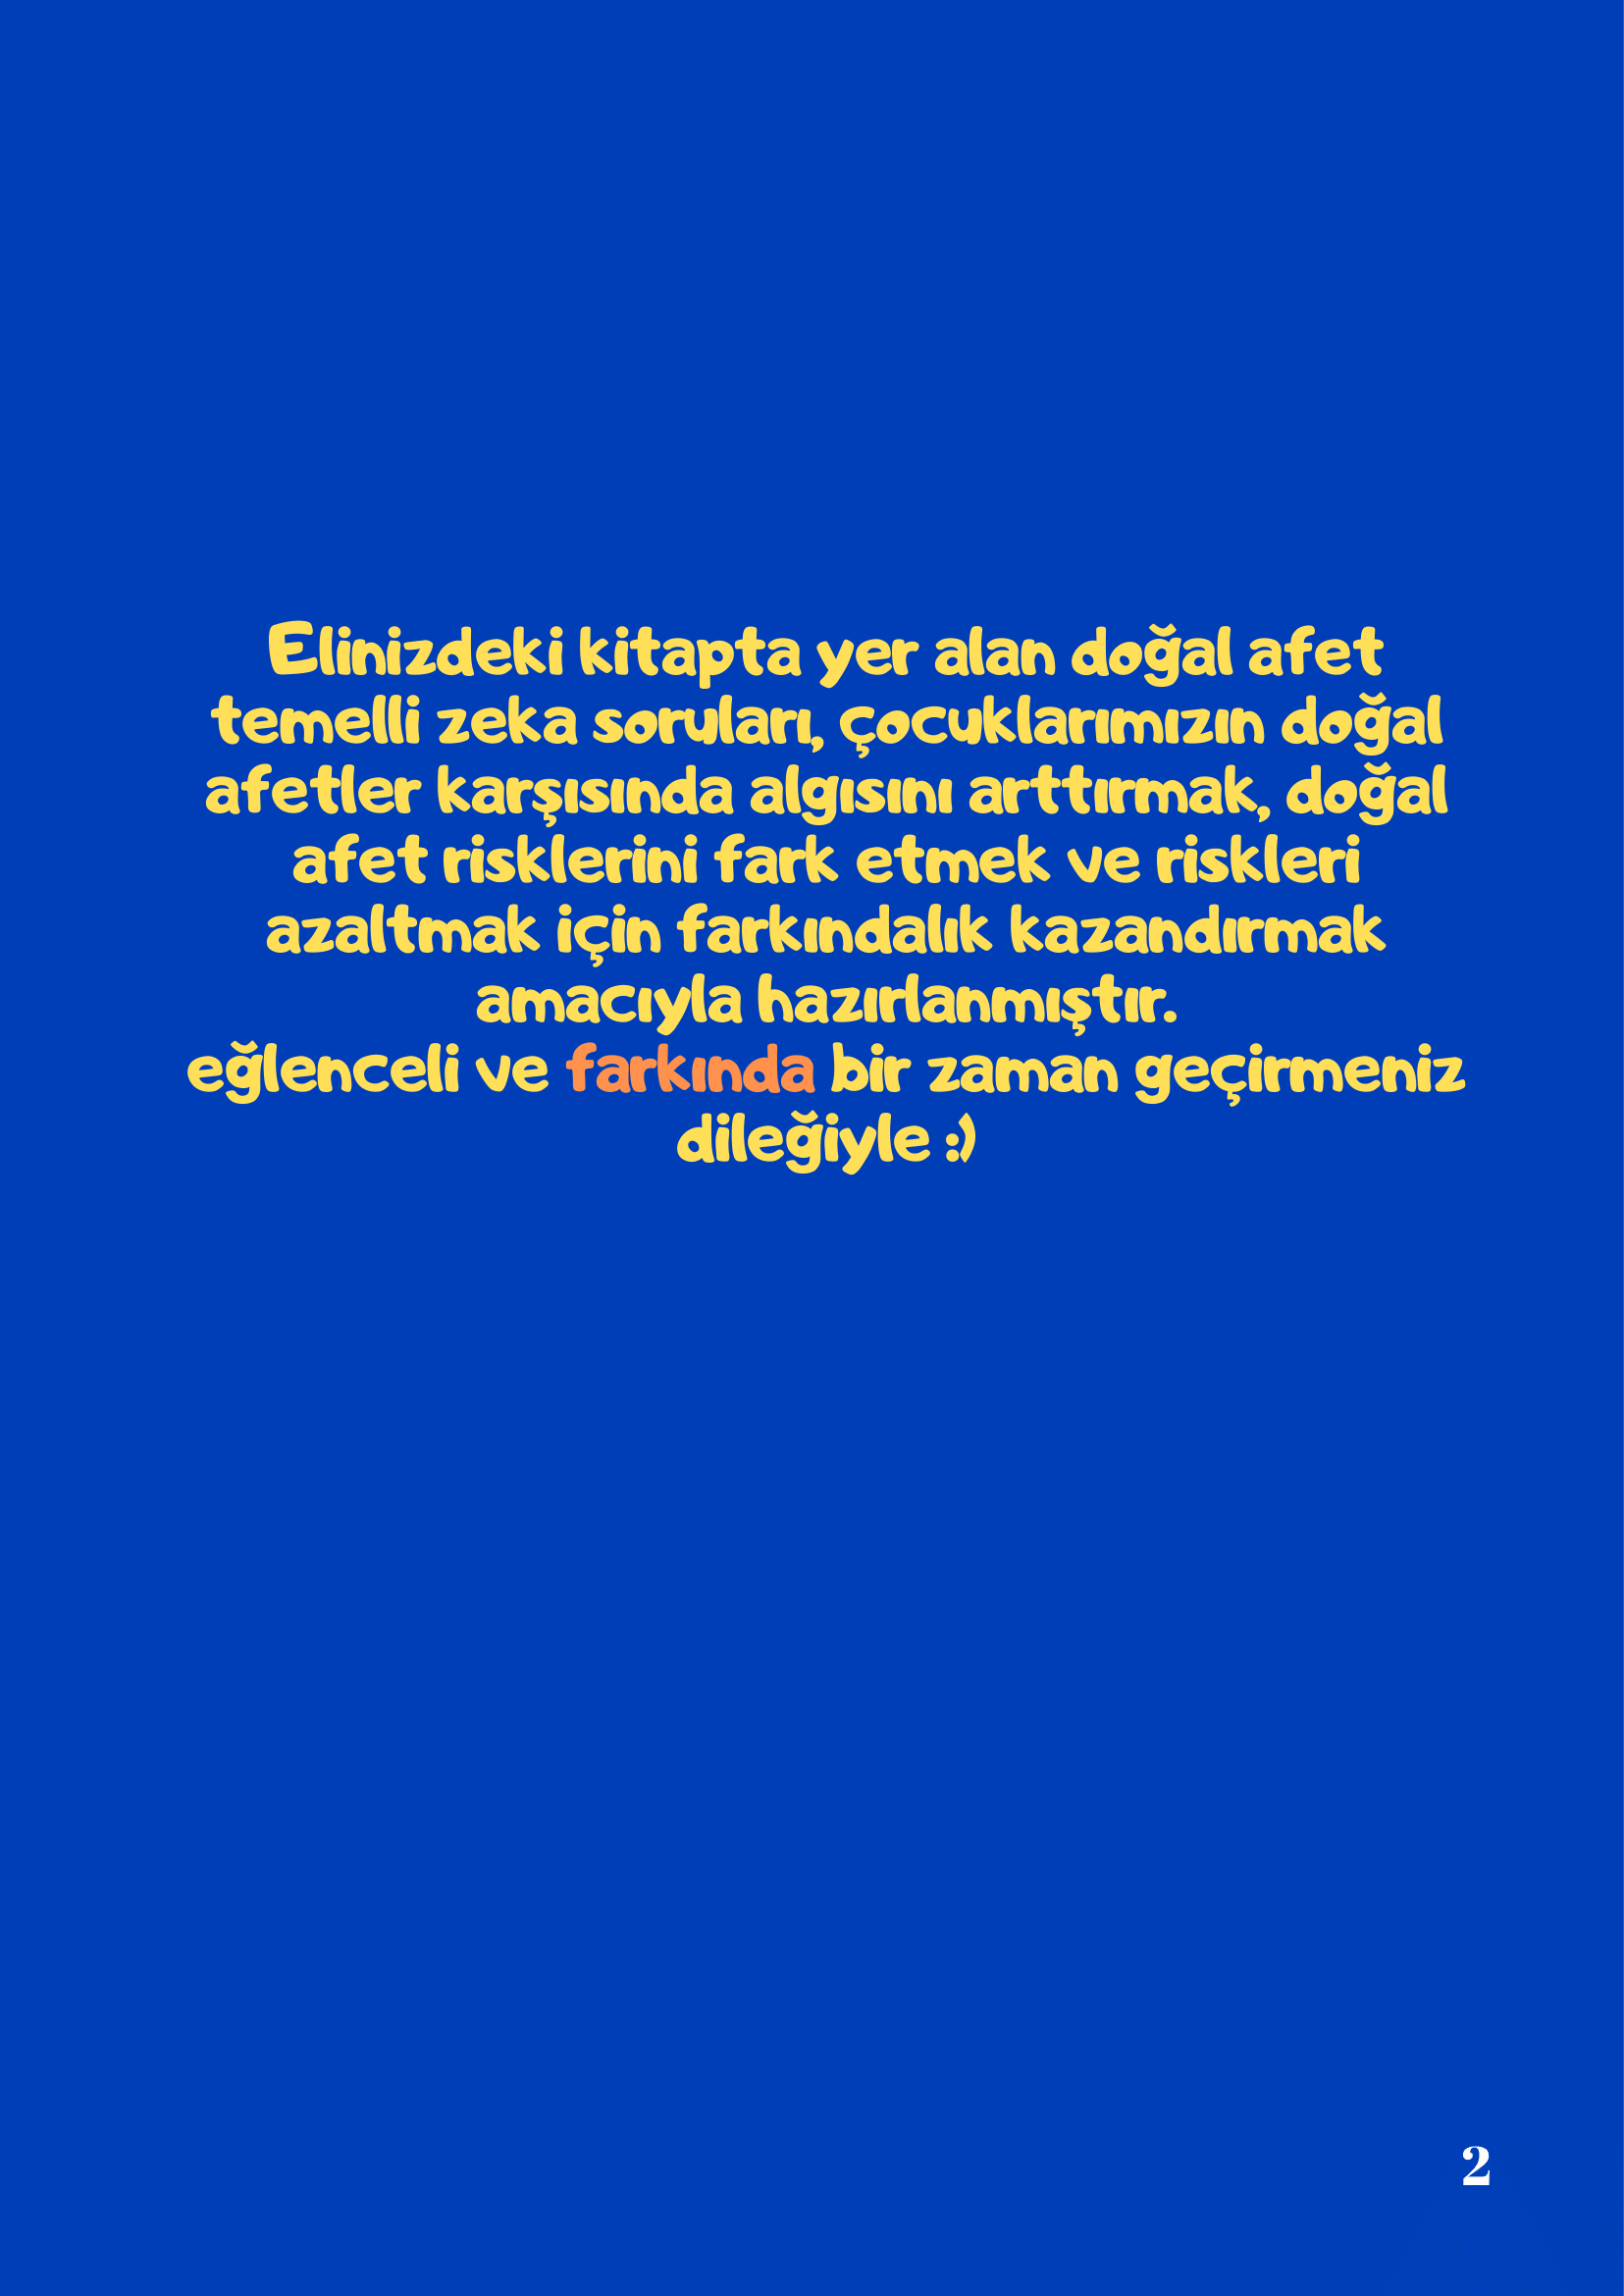 Elinizdeki kitapta yer alan doğal afet
temelli zeka soruları, çocuklarımızın doğal
afetler karşısında algısını arttırmak, doğal
afet risklerini fark etmek ve riskleri
azaltmak için farkındalık kazandırmak
amacıyla hazırlanmıştır.
eğlenceli ve farkında bir zaman geçirmeniz
dileğiyle :)
2